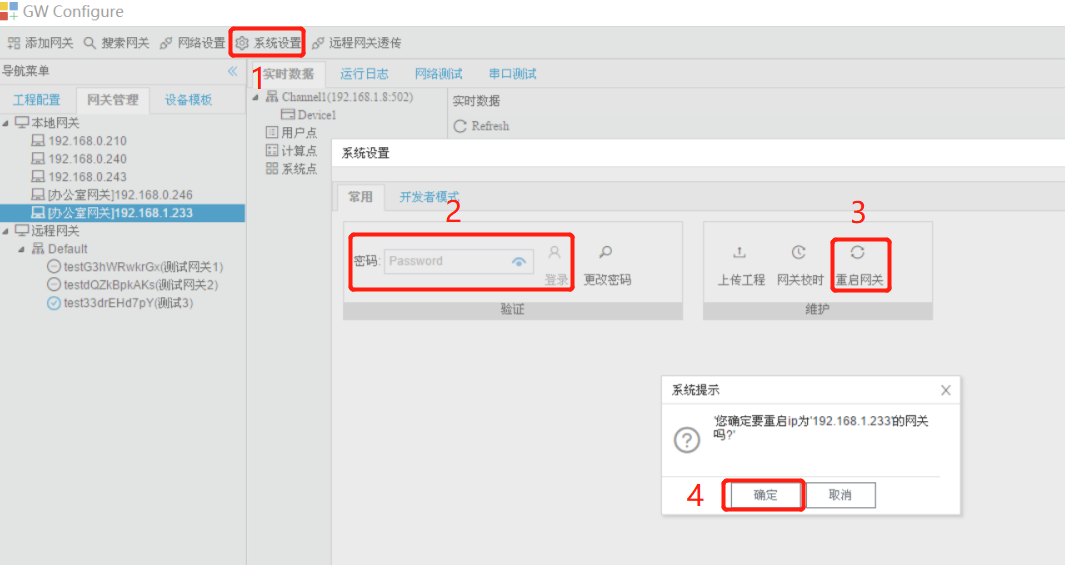 GW Configure
添加网关 搜索网关 网络设置 系统设置 远程网关透传
导航菜单
工程配置 网关管理 设备模板
本地网关
192.168.0.210
192.168.0.240
192.168.0.243
[办公室网关]192.168.0.246
[办公室网关]192.168.1.233
远程网关
Default
testG3hWRwkrGx(测试网关1)
testdQZkBpkAKs(测试网关2)
test33drEHd7pY(测试3)
1
实时数据 运行日志 网络测试 串口测试
Channel1(192.168.1.8:502)
Device1
用户点
计算点
系统点
实时数据
Refresh
系统设置
常用 开发者模式
2
密码: Password 登录 更改密码
验证
3
上传工程 网关校时 重启网关
维护
系统提示
'您确定要重启ip为'192.168.1.233'的网关
吗?'
4
确定 取消